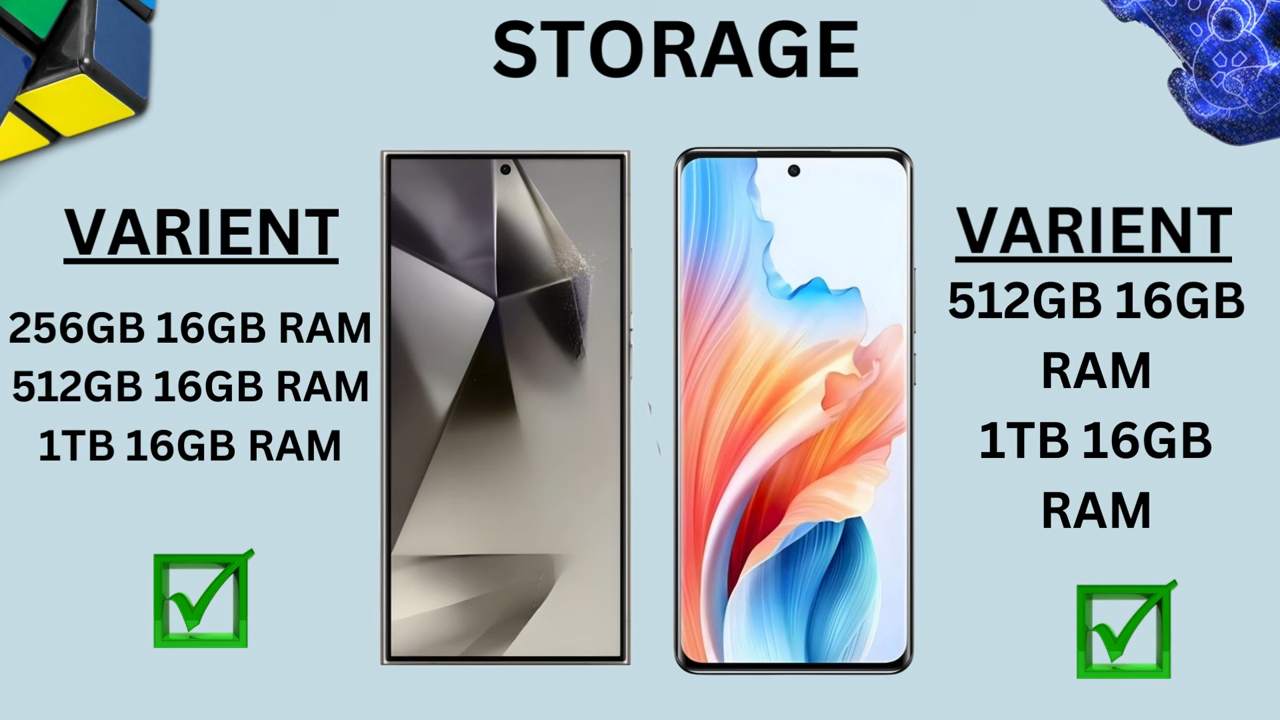 STORAGE
VARIENT
256GB 16GB RAM
512GB 16GB RAM
1TB 16GB RAM
VARIENT
512GB 16GB
RAM
1TB 16GB
RAM